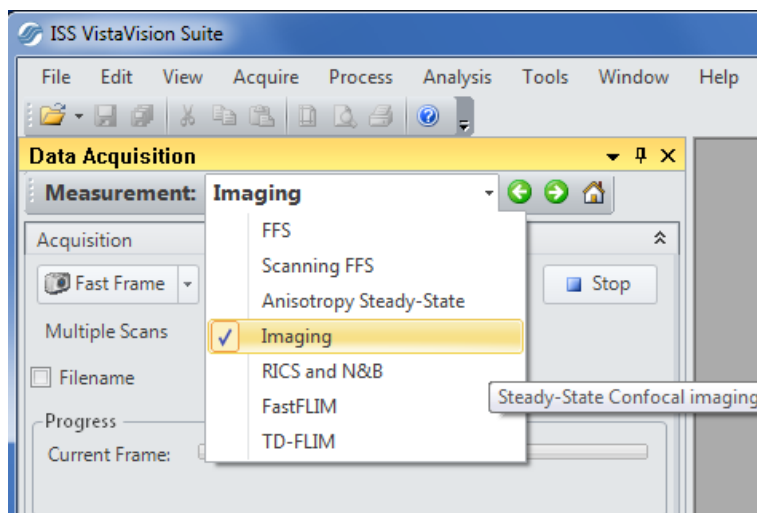 ISS VistaVision Suite
File Edit View Acquire Process Analysis Tools Window Help
Data Acquisition
Measurement: Imaging
Acquisition
FFS
Scanning FFS
Fast Frame
Stop
Anisotropy Steady-State
Multiple Scans
Imaging
Filename
RICS and N&B
Steady-State Confocal imaging
FastFLIM
Progress
Current Frame:
TD-FLIM